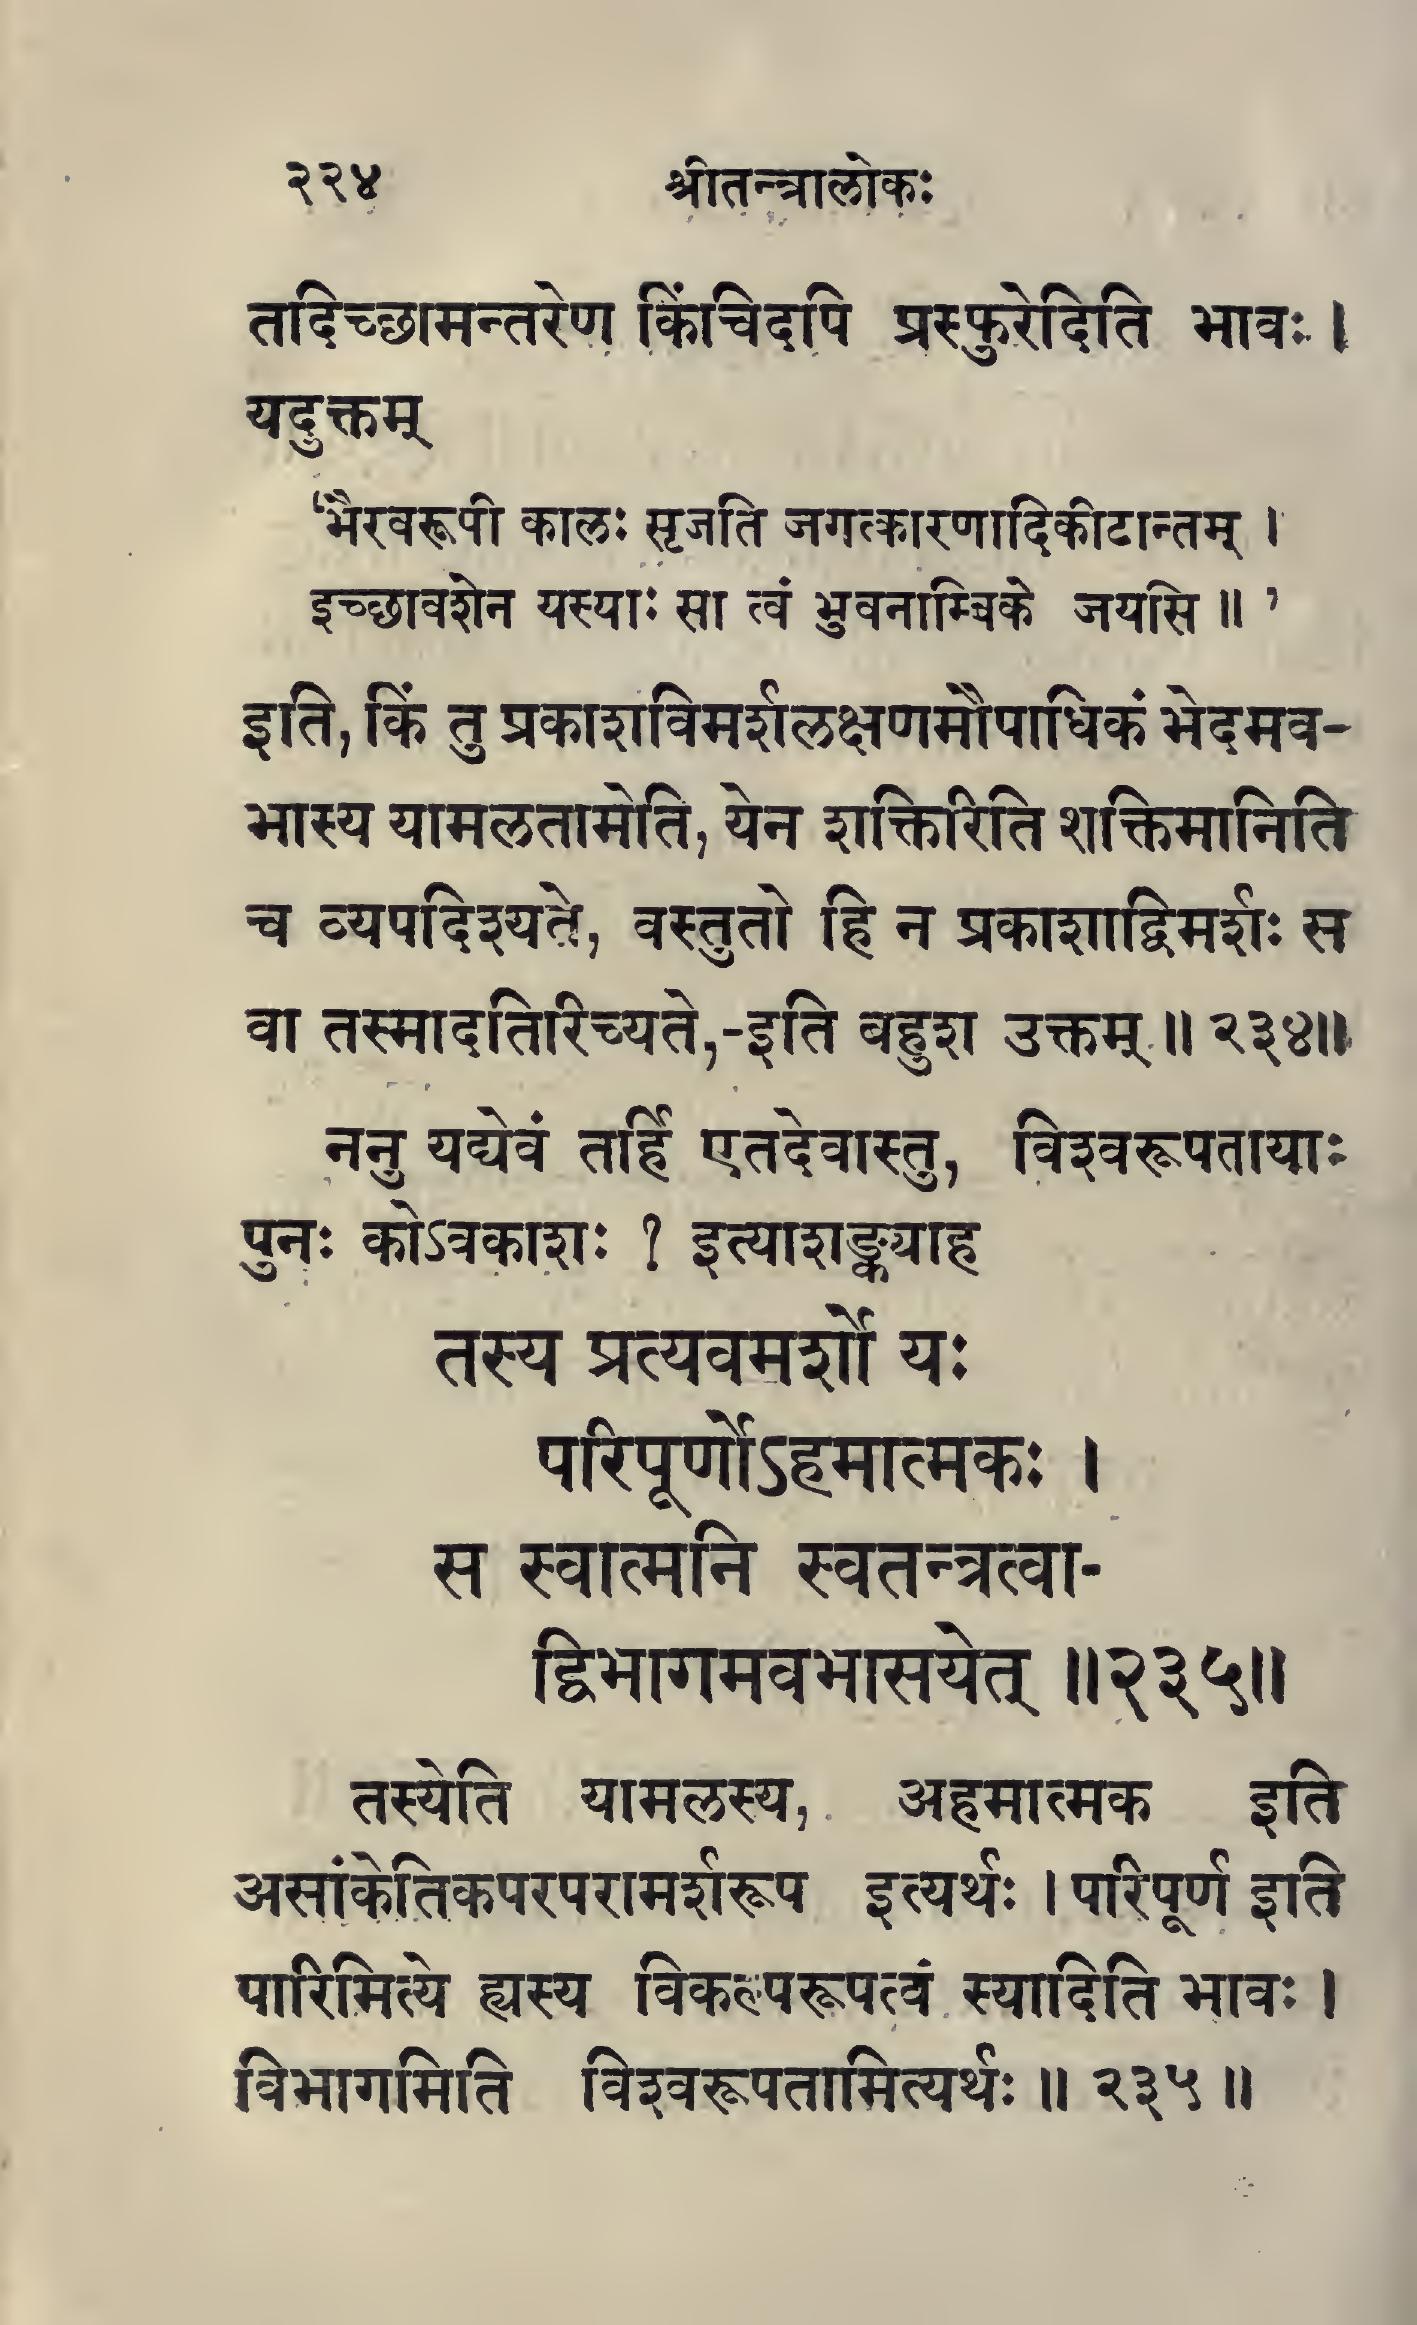 २२४ श्रीतन्त्रालोकः
तदिच्छामन्तरेण किंचिदपि प्रस्फुरेदिति भावः ।
यदुक्तम्
‘भैरवरूपी कालः सृजति जगत्कारणादिकीटान्तम् ।
इच्छावशेन यस्याः सा त्वं भुवनाम्बिके जयसि ॥ ’
इति, किं तु प्रकाशविमर्शलक्षणमौपाधिकं भेदमव-
भास्य यामलतामेति, येन शक्तिरिति शक्तिमानिति
च व्यपदिश्यते, वस्तुतो हि न प्रकाशाद्विमर्शः स
वा तस्मादतिरिच्यते,-इति बहुश उक्तम् ॥ २३४॥
ननु यद्येवं तर्हि एतदेवास्तु, विश्वरूपतायाः
पुनः कोऽवकाशः ? इत्याशङ्क्याह
तस्य प्रत्यवमर्शो यः
परिपूर्णोऽहमात्मकः ।
स स्वात्मनि स्वतन्त्रत्वा-
द्विभागमवभासयेत् ॥२३५॥
तस्येति यामलस्य, अहमात्मक इति
असांकेतिकपरपरामर्शरूप इत्यर्थः । परिपूर्ण इति
पारिमित्ये ह्यस्य विकल्परूपत्वं स्यादिति भावः ।
विभागमिति विश्वरूपतामित्यर्थः ॥ २३५ ॥